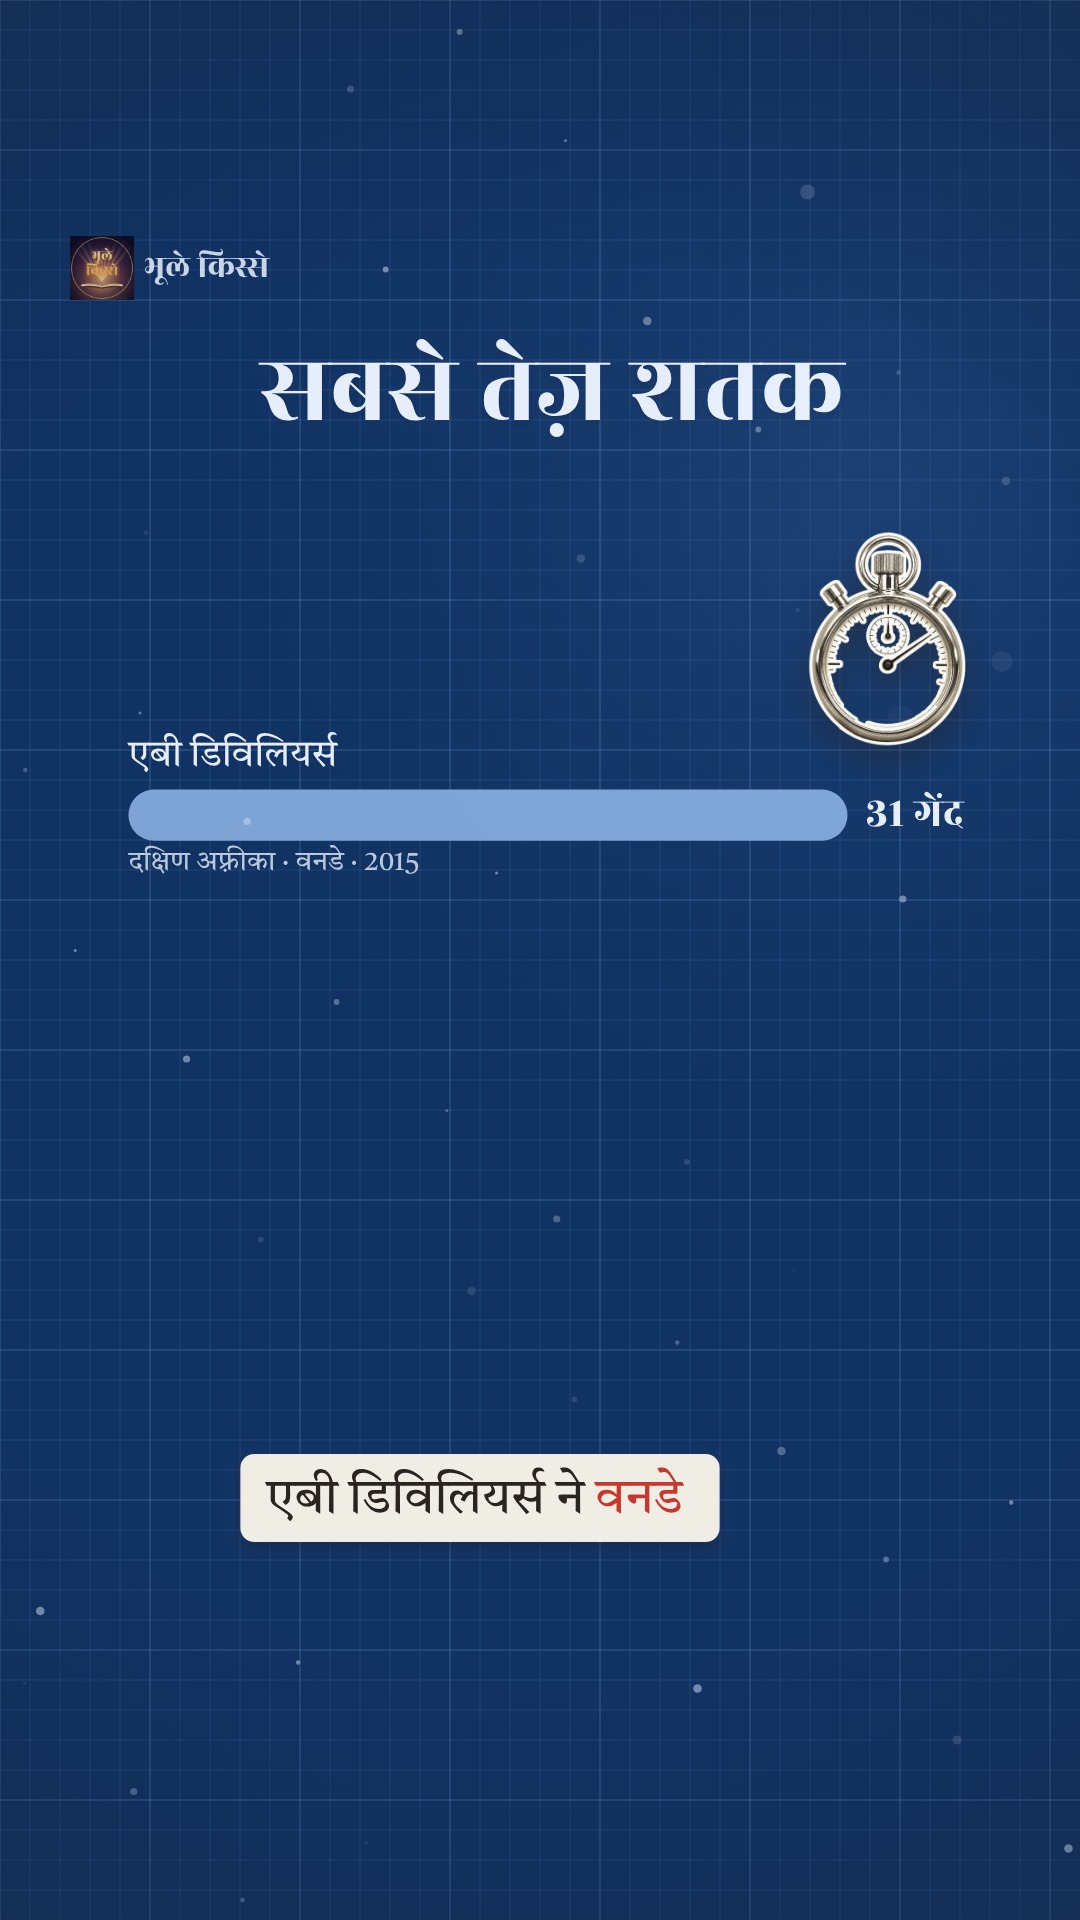 भूले किस्से
भूले किस्से
सबसे तेज़ शतक
एबी डिविलियर्स
31 गेंद
दक्षिण अफ़्रीका · वनडे · 2015
एबी डिविलियर्स ने वनडे